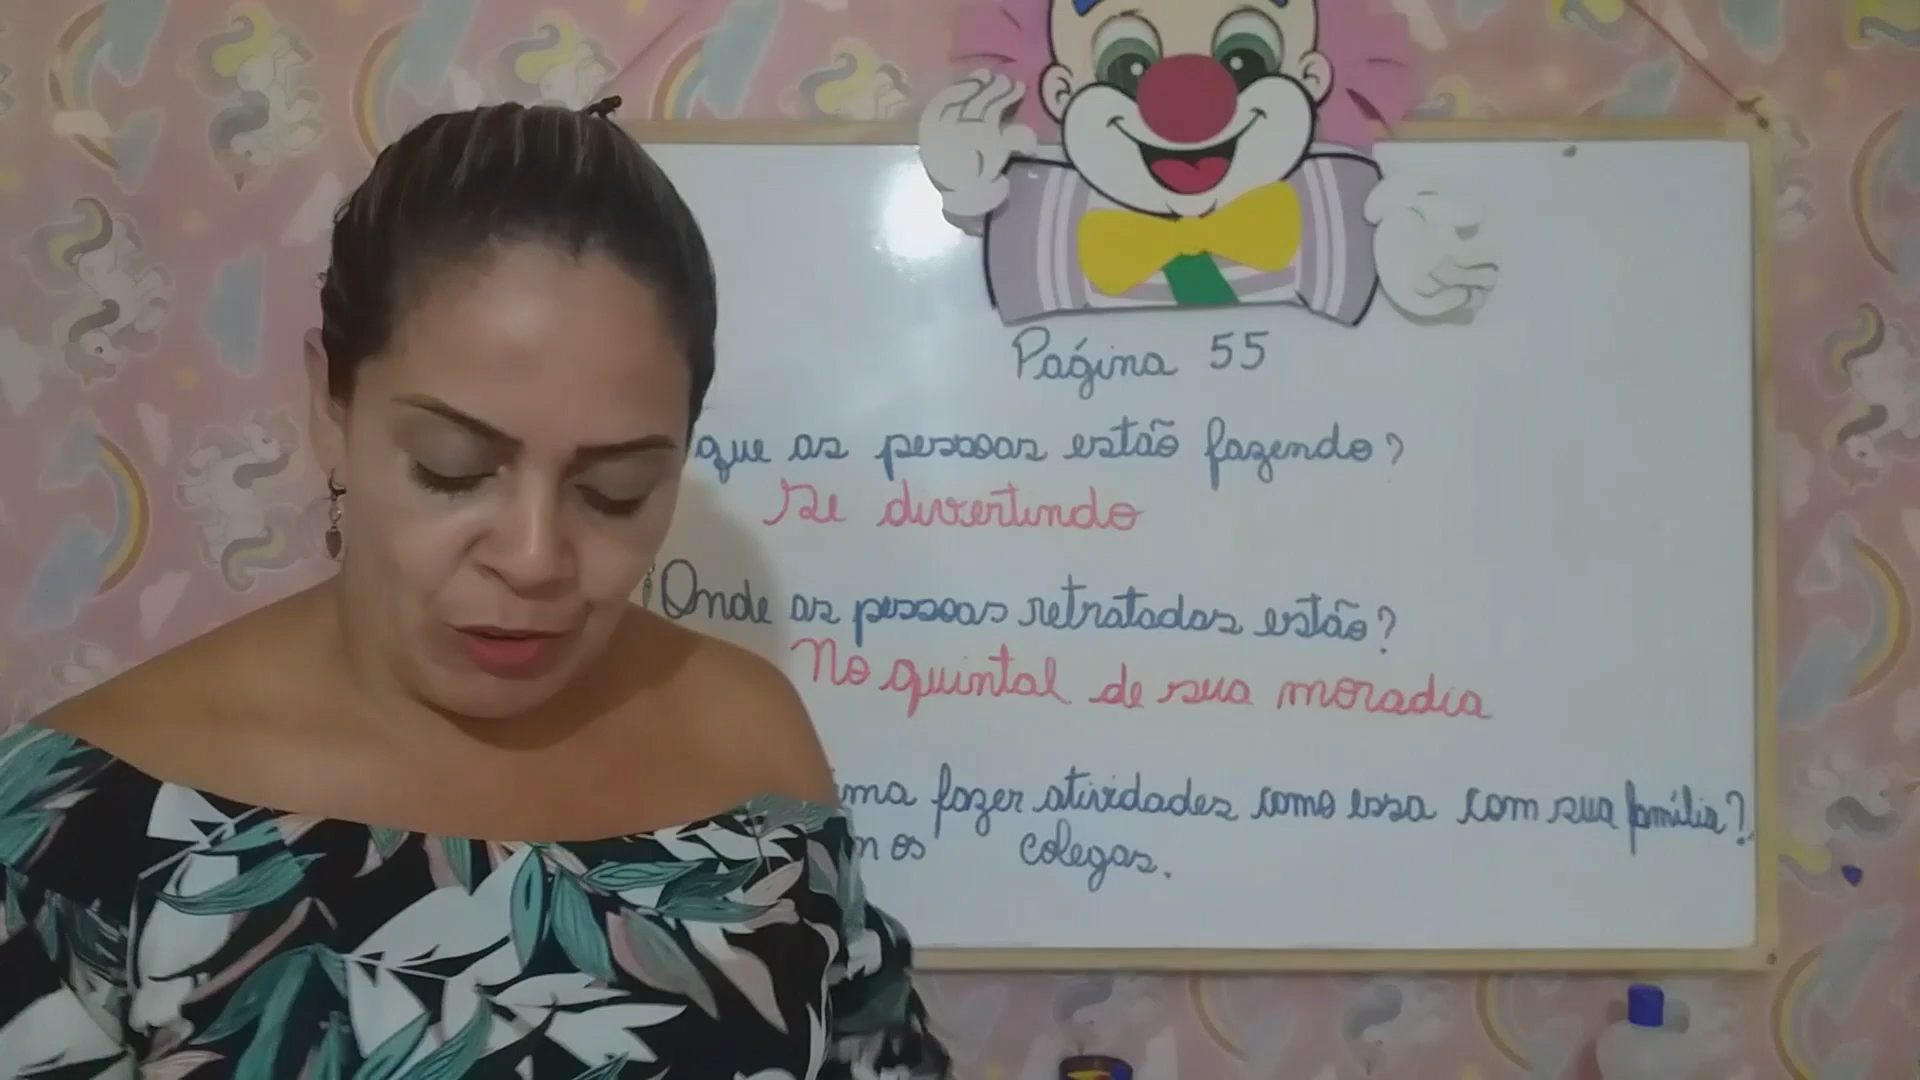 Página 55
que as pessoas estão fazendo?
Se divertindo
Onde as pessoas retratadas estão?
No quintal de sua moradia
fazer atividades como essa com sua família?
colegas.